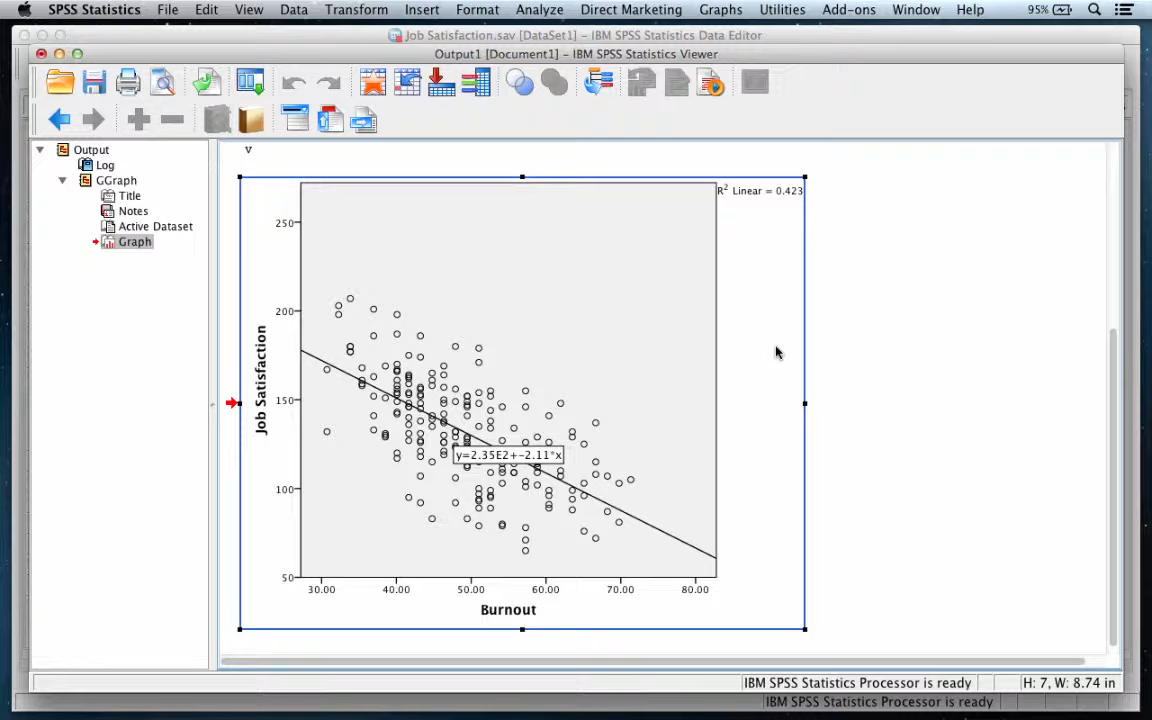 SPSS Statistics File Edit View Data Transform Insert Format Analyze Direct Marketing Graphs Utilities Add-ons Window Help 95%
Job Satisfaction.sav [DataSet1] – IBM SPSS Statistics Data Editor
Output1 [Document1] – IBM SPSS Statistics Viewer
Output
Log
GGraph
Title
Notes
Active Dataset
Graph
v
R² Linear = 0.423
250
200
150
100
50
Job Satisfaction
y=2.35E2+-2.11*x
30.00 40.00 50.00 60.00 70.00 80.00
Burnout
IBM SPSS Statistics Processor is ready H: 7, W: 8.74 in
IBM SPSS Statistics Processor is ready